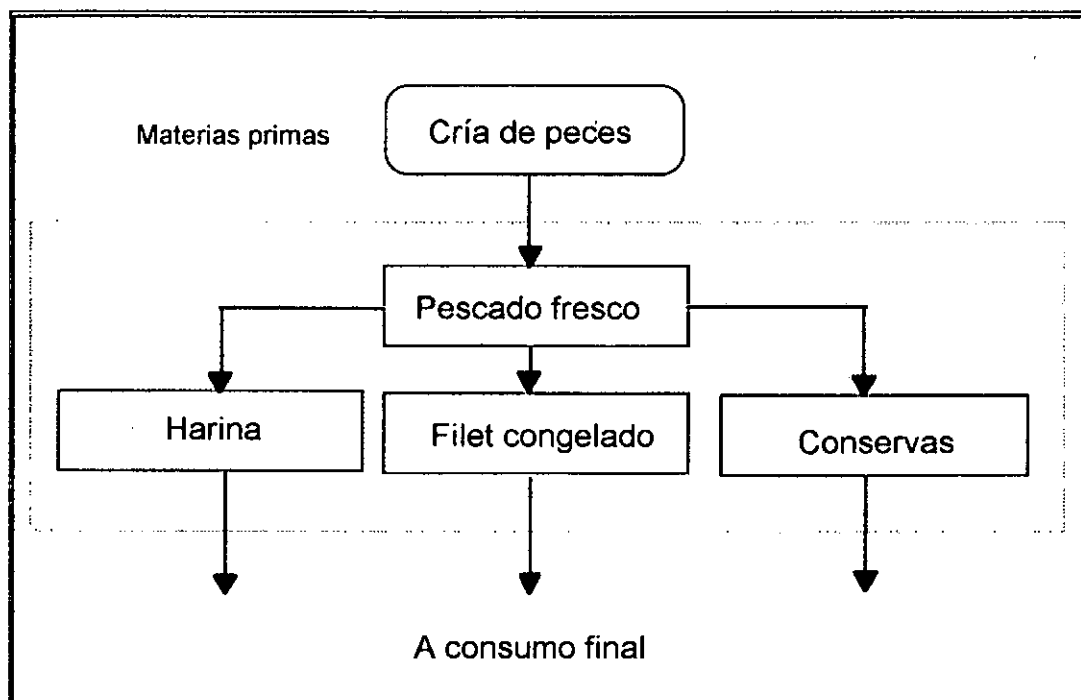 Materias primas
Cría de peces
Pescado fresco
Harina
Filet congelado
Conservas
A consumo final